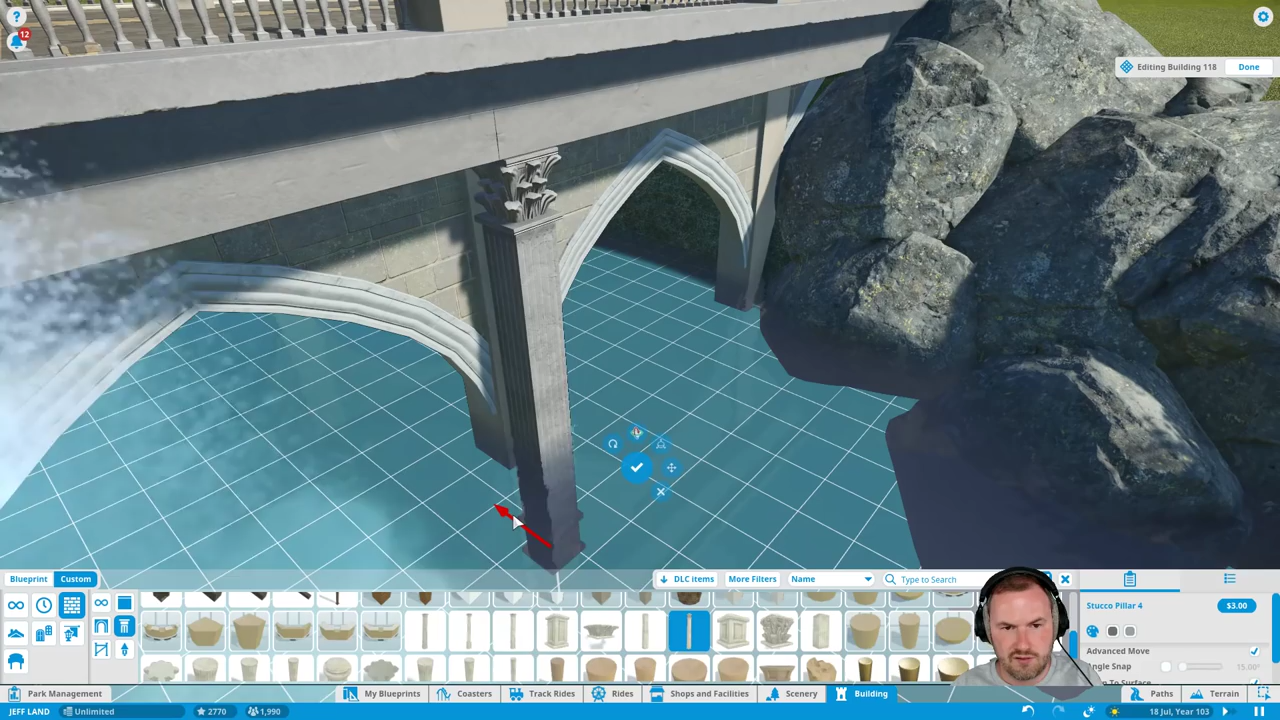 ?
12
Editing Building 118
Done
Blueprint
Custom
DLC items
More Filters
Name
Type to Search
Stucco Pillar 4
$3.00
Advanced Move
Angle Snap
15.00°
Park Management
My Blueprints
Coasters
Track Rides
Rides
Shops and Facilities
Scenery
Building
Paths
Terrain
JEFF LAND
Unlimited
2770
1,990
18 Jul, Year 103